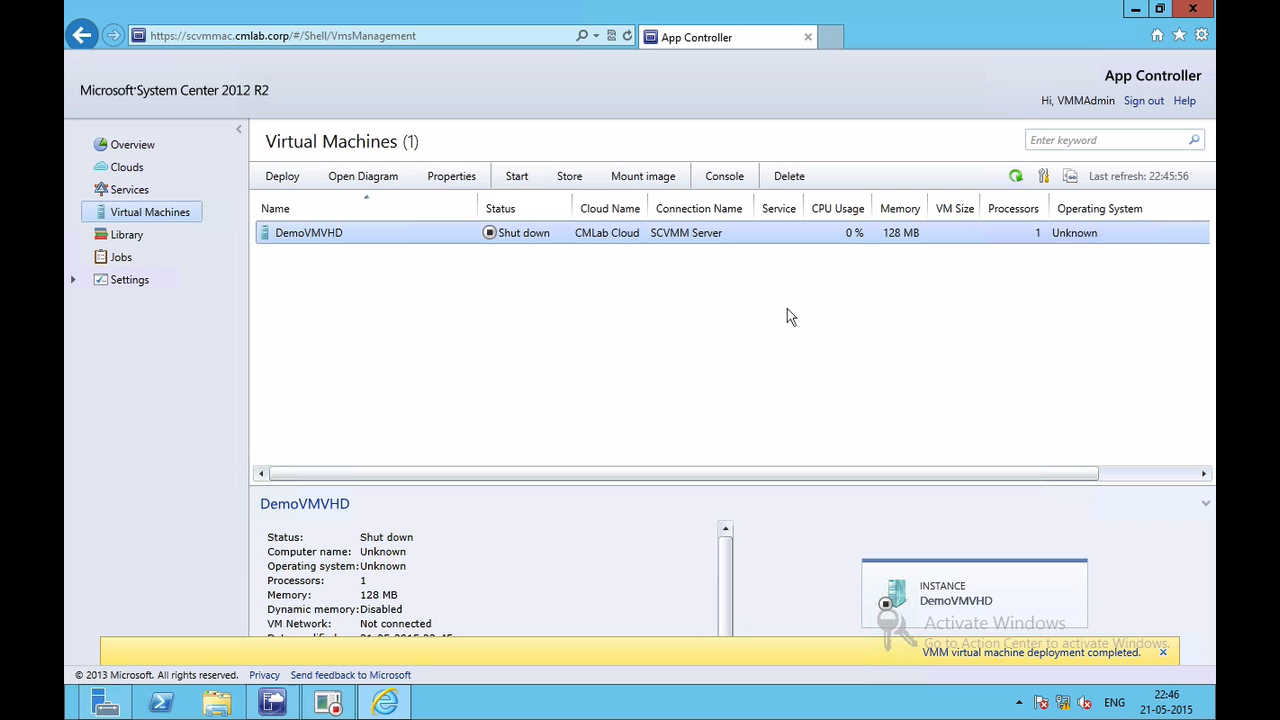 https://scvmmac.cmlab.corp/#/Shell/VmsManagement
App Controller
Microsoft System Center 2012 R2
App Controller
Hi, VMMAdmin Sign out Help
Overview
Clouds
Services
Virtual Machines
Library
Jobs
Settings
Virtual Machines (1)
Enter keyword
Deploy Open Diagram Properties Start Store Mount image Console Delete Last refresh: 22:45:56
Name Status Cloud Name Connection Name Service CPU Usage Memory VM Size Processors Operating System
DemoVMVHD Shut down CMLab Cloud SCVMM Server 0 % 128 MB 1 Unknown
DemoVMVHD
Status: Shut down
Computer name: Unknown
Operating system: Unknown
Processors: 1
Memory: 128 MB
Dynamic memory: Disabled
VM Network: Not connected
INSTANCE
DemoVMVHD
Activate Windows
Go to Action Center to activate Windows.
VMM virtual machine deployment completed.
© 2013 Microsoft. All rights reserved. Privacy Send feedback to Microsoft
ENG
22:46
21-05-2015